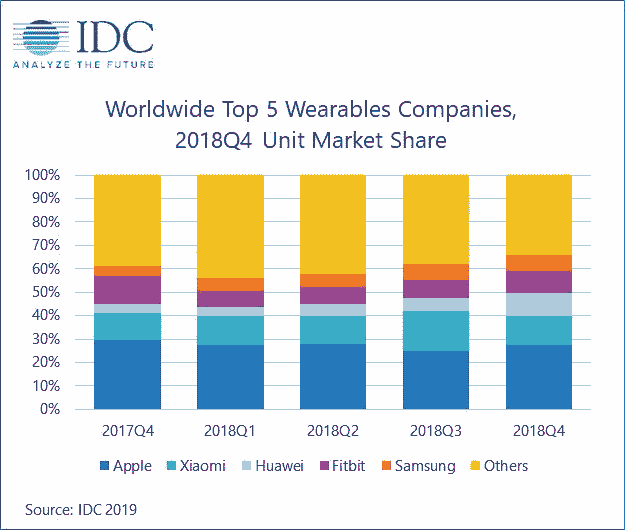 IDC
ANALYZE THE FUTURE
Worldwide Top 5 Wearables Companies,
2018Q4 Unit Market Share
100%
90%
80%
70%
60%
50%
40%
30%
20%
10%
0%
2017Q4 2018Q1 2018Q2 2018Q3 2018Q4
Apple Xiaomi Huawei Fitbit Samsung Others
Source: IDC 2019